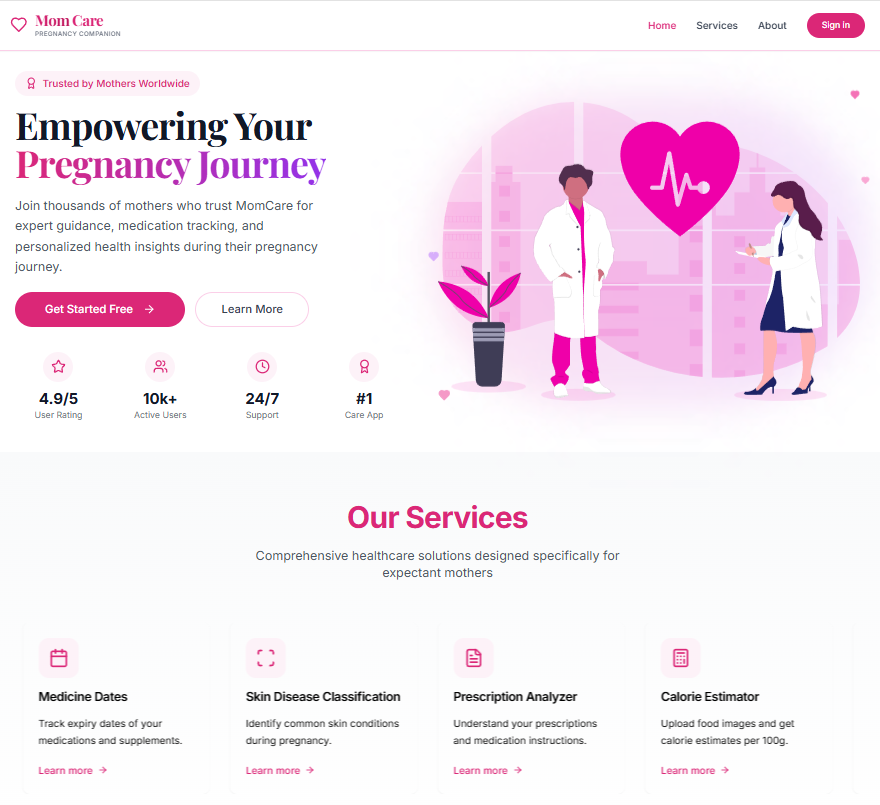 Mom Care
PREGNANCY COMPANION
Home
Services
About
Sign in
Trusted by Mothers Worldwide
Empowering Your
Pregnancy Journey
Join thousands of mothers who trust MomCare for
expert guidance, medication tracking, and
personalized health insights during their pregnancy
journey.
Get Started Free
Learn More
4.9/5
User Rating
10k+
Active Users
24/7
Support
#1
Care App
Our Services
Comprehensive healthcare solutions designed specifically for
expectant mothers
Medicine Dates
Track expiry dates of your
medications and supplements.
Learn more
Skin Disease Classification
Identify common skin conditions
during pregnancy.
Learn more
Prescription Analyzer
Understand your prescriptions
and medication instructions.
Learn more
Calorie Estimator
Upload food images and get
calorie estimates per 100g.
Learn more